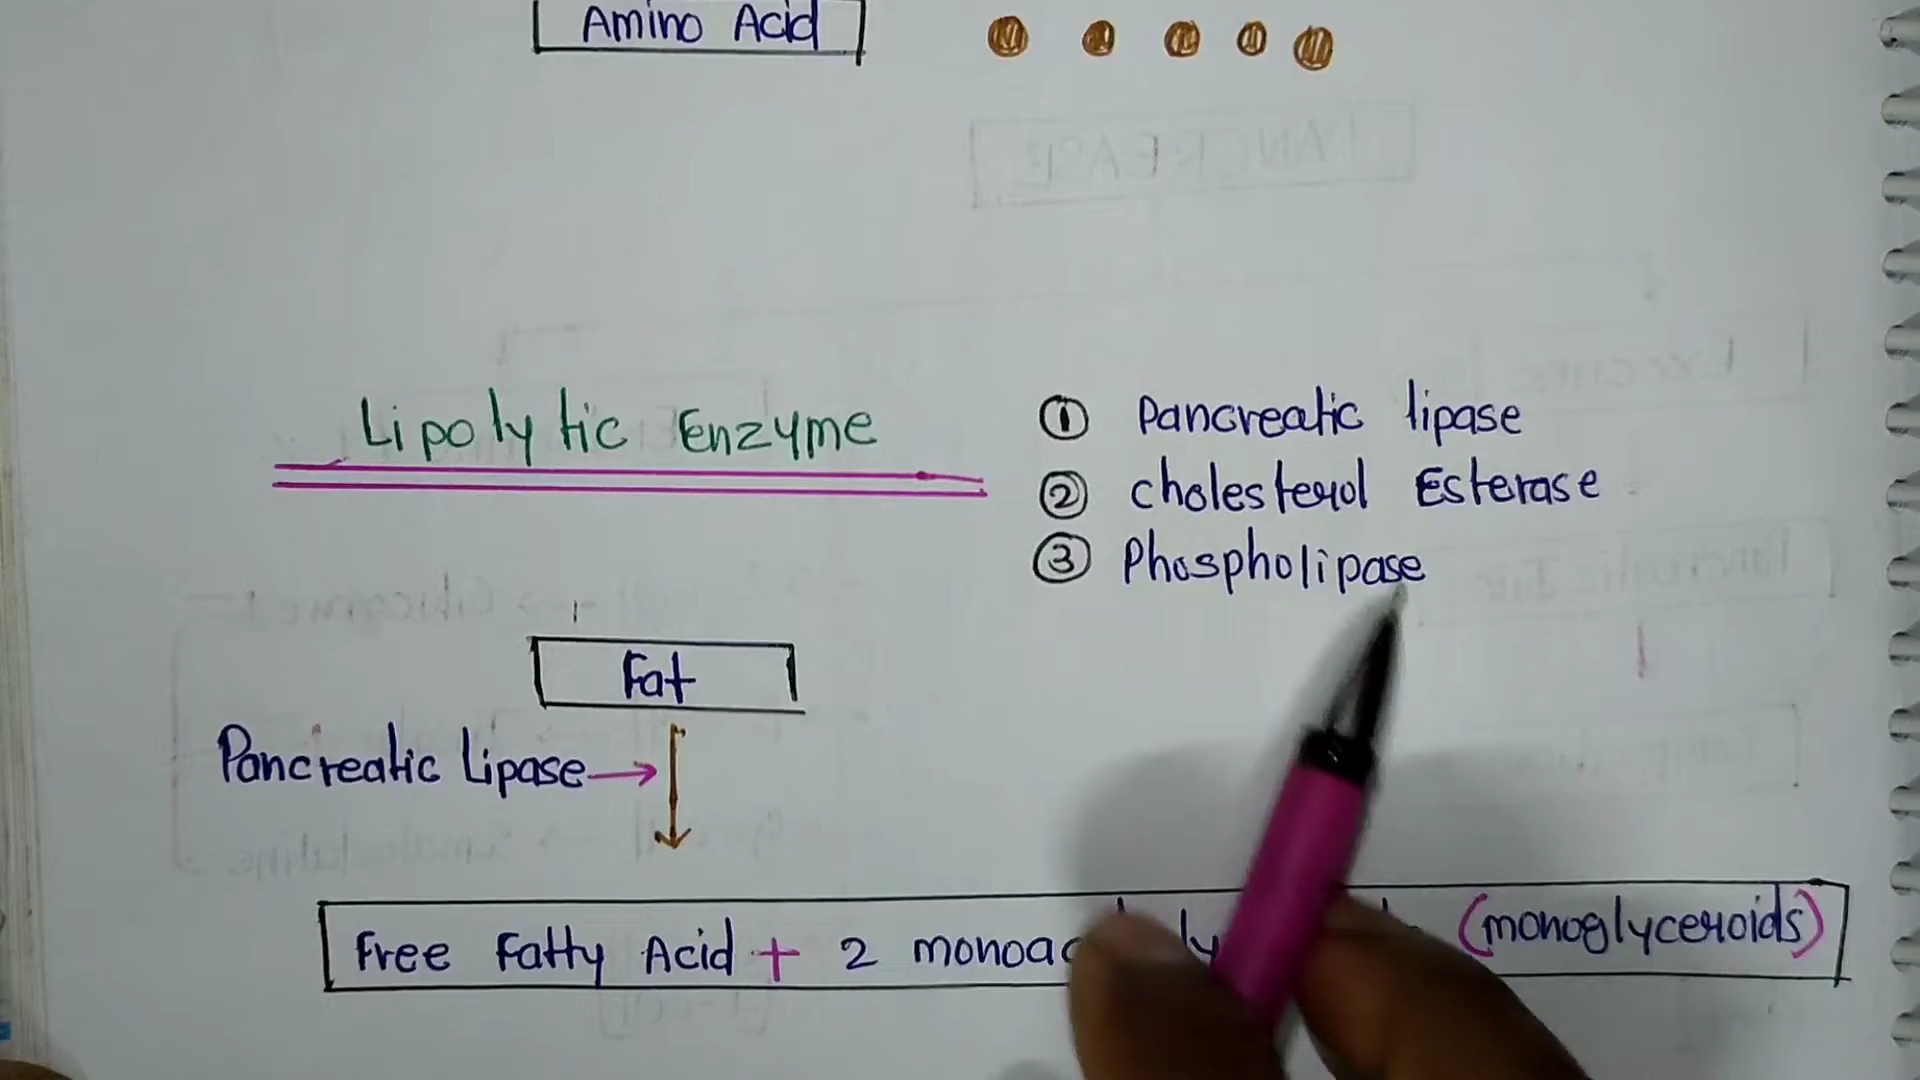 Amino Acid
Lipolytic Enzyme
① Pancreatic lipase
② cholesterol Esterase
③ Phospholipase
Fat
Pancreatic Lipase
Free Fatty Acid + 2 (monoglyceroids)